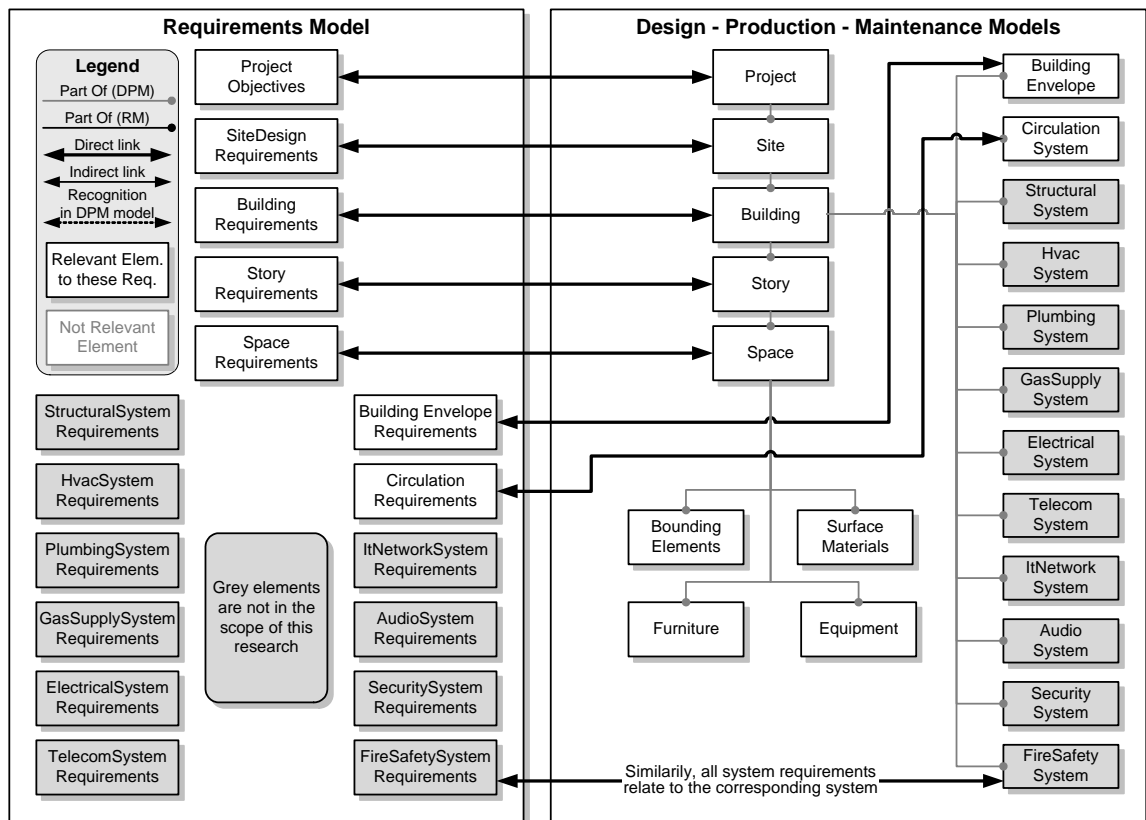 Requirements Model
Legend
Part Of (DPM)
Part Of (RM)
Direct link
Indirect link
Recognition
in DPM model
Relevant Elem.
to these Req.
Not Relevant
Element
Project
Objectives
SiteDesign
Requirements
Building
Requirements
Story
Requirements
Space
Requirements
StructuralSystem
Requirements
HvacSystem
Requirements
PlumbingSystem
Requirements
GasSupplySystem
Requirements
ElectricalSystem
Requirements
TelecomSystem
Requirements
Grey elements
are not in the
scope of this
research
Building Envelope
Requirements
Circulation
Requirements
ItNetworkSystem
Requirements
AudioSystem
Requirements
SecuritySystem
Requirements
FireSafetySystem
Requirements
Design - Production - Maintenance Models
Project
Site
Building
Story
Space
Bounding
Elements
Surface
Materials
Furniture
Equipment
Similarily, all system requirements
relate to the corresponding system
Building
Envelope
Circulation
System
Structural
System
Hvac
System
Plumbing
System
GasSupply
System
Electrical
System
Telecom
System
ItNetwork
System
Audio
System
Security
System
FireSafety
System